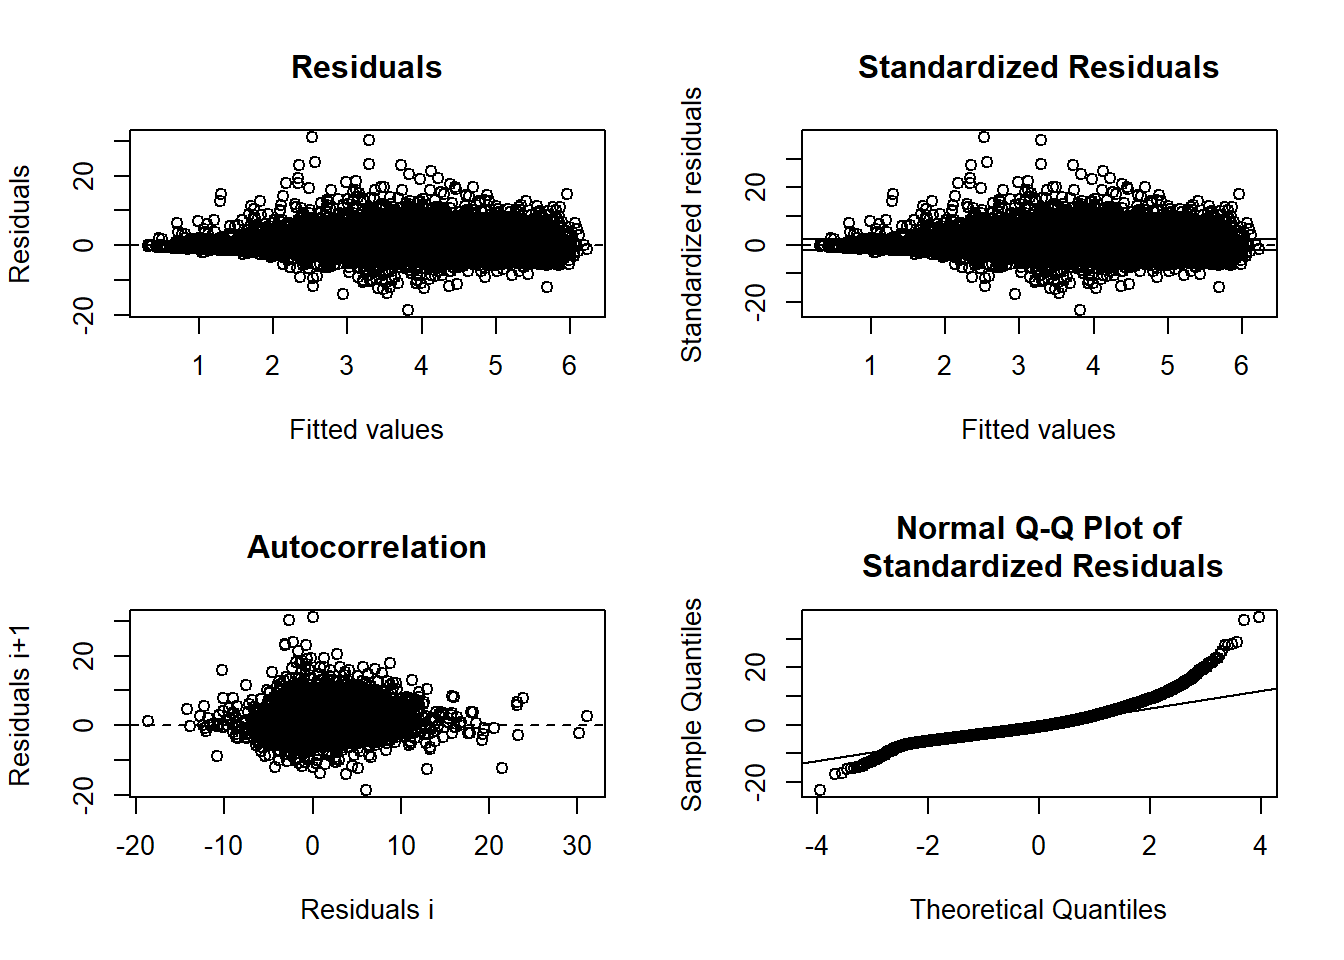 Residuals
Residuals
20
0
-20
1 2 3 4 5 6
Fitted values
Standardized Residuals
Standardized residuals
20
0
-20
1 2 3 4 5 6
Fitted values
Autocorrelation
Residuals i+1
20
0
-20
-20 -10 0 10 20 30
Residuals i
Normal Q-Q Plot of
Standardized Residuals
Sample Quantiles
20
0
-20
-4 -2 0 2 4
Theoretical Quantiles